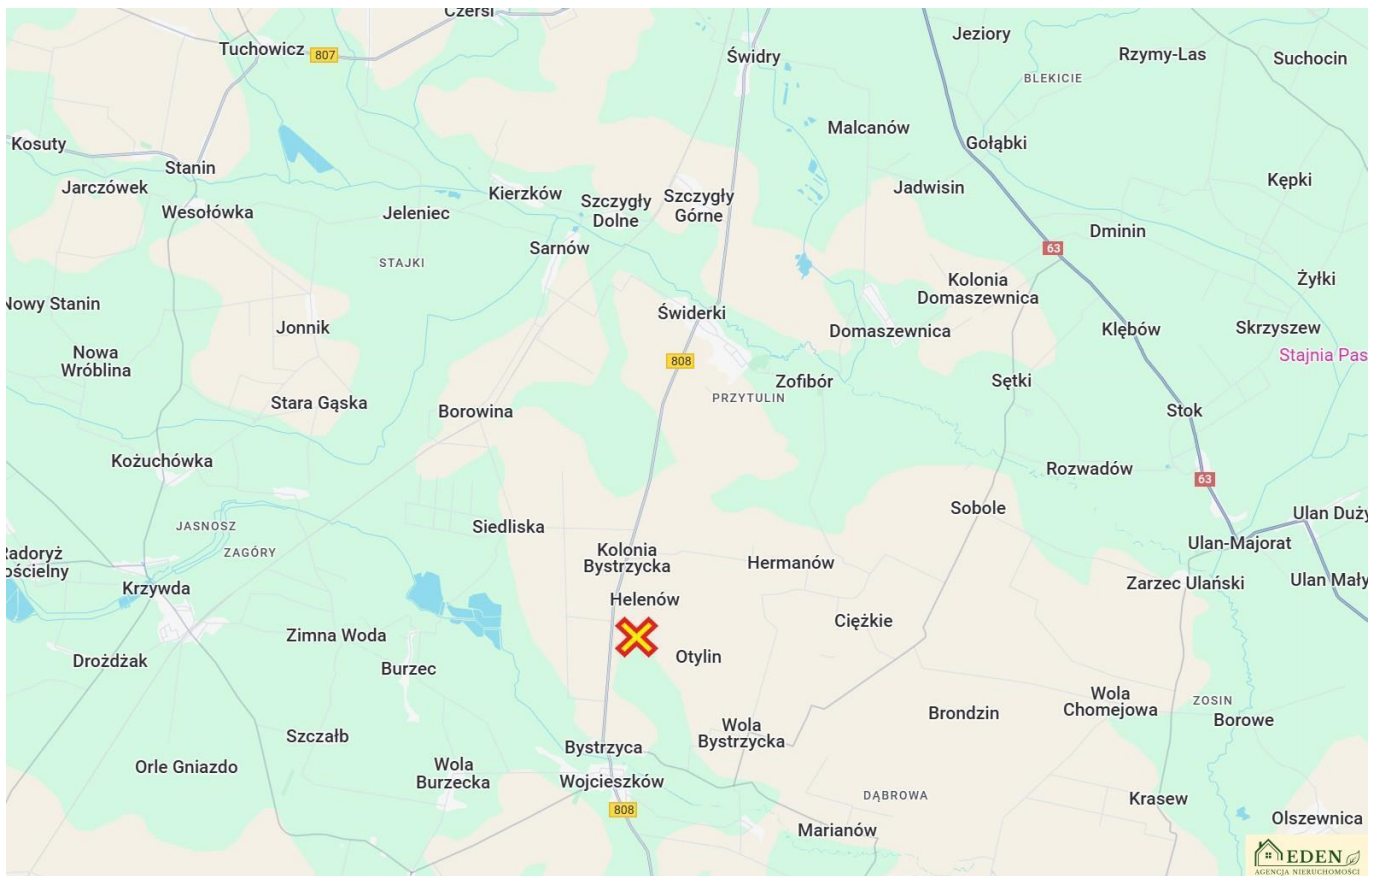 Czersl
Tuchowicz
807
Świdry
Jeziory
Rzymy-Las
Suchocin
BLEKICIE
Kosuty
Malcanów
Gołąbki
Stanin
Jarczówek
Kierzków
Szczygły
Dolne
Szczygły
Górne
Jadwisin
Kępki
Wesołówka
Jeleniec
Sarnów
Dminin
63
STAJKI
Kolonia
Domaszewnica
Żyłki
Nowy Stanin
Jonnik
Świderki
Domaszewnica
Klębów
Skrzyszew
Nowa
Wróblina
808
Stajnia Pas
Zofibór
Sętki
PRZYTULIN
Stara Gąska
Borowina
Stok
Kożuchówka
Rozwadów
63
Sobole
Ulan Duży
JASNOSZ
Siedliska
ZAGÓRY
Ulan-Majorat
Radoryż
ościelny
Kolonia
Bystrzycka
Hermanów
Krzywda
Zarzec Ulański
Ulan Mały
Helenów
Ciężkie
Zimna Woda
Drożdżak
Burzec
Otylin
Wola
Chomejowa
ZOSIN
Borowe
Brondzin
Szczałb
Wola
Bystrzycka
Bystrzyca
Orle Gniazdo
Wola
Burzecka
Wojcieszków
DĄBROWA
Krasew
808
Marianów
Olszewnica
EDEN
AGENCJA NIERUCHOMOŚCI